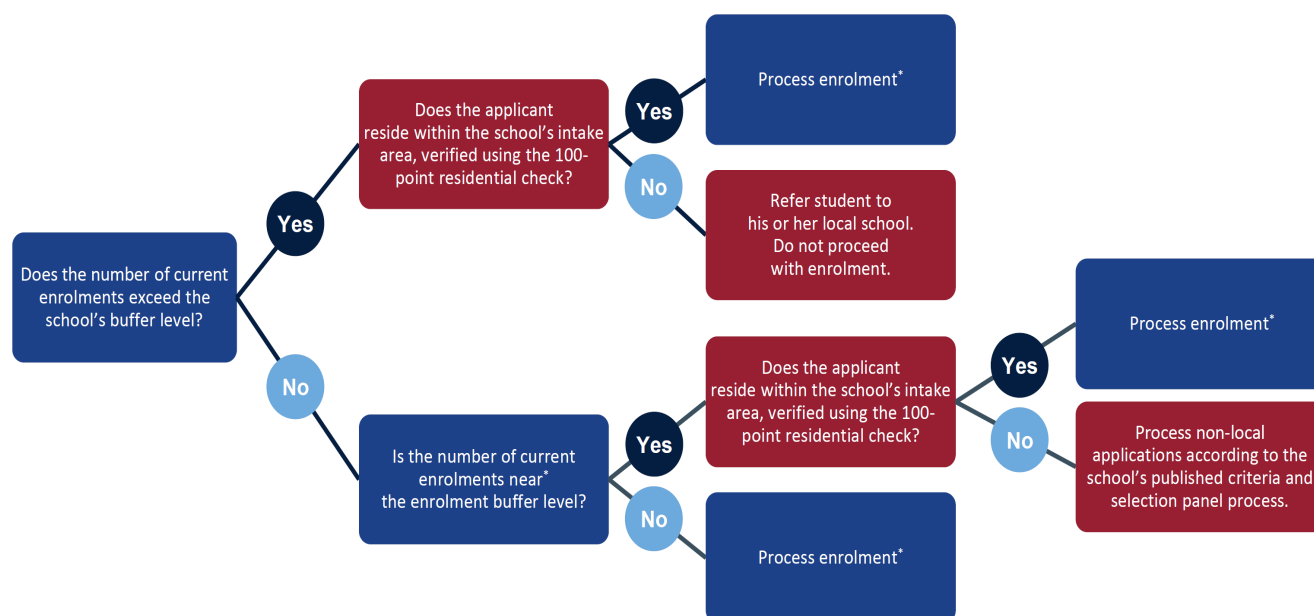 Does the number of current
enrolments exceed the
school's buffer level?
Yes
No
Does the applicant
reside within the school's intake
area, verified using the 100-
point residential check?
Yes
No
Process enrolment*
Refer student to
his or her local school.
Do not proceed
with enrolment.
Is the number of current
enrolments near*
the enrolment buffer level?
Yes
No
Does the applicant
reside within the school's intake
area, verified using the 100-
point residential check?
Process enrolment*
Yes
No
Process enrolment*
Process non-local
applications according to the
school's published criteria and
selection panel process.